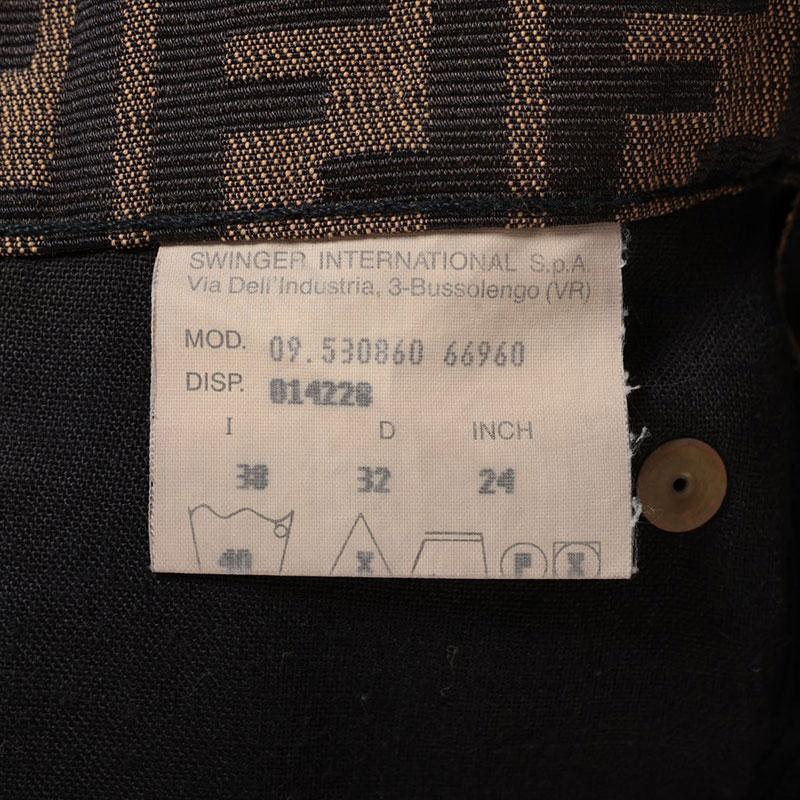 SWINGER INTERNATIONAL S.p.A.
Via Dell'Industria, 3-Bussolengo (VR)
MOD. 09.530860 66960
DISP. 014228
I D INCH
38 32 24
40 X P X